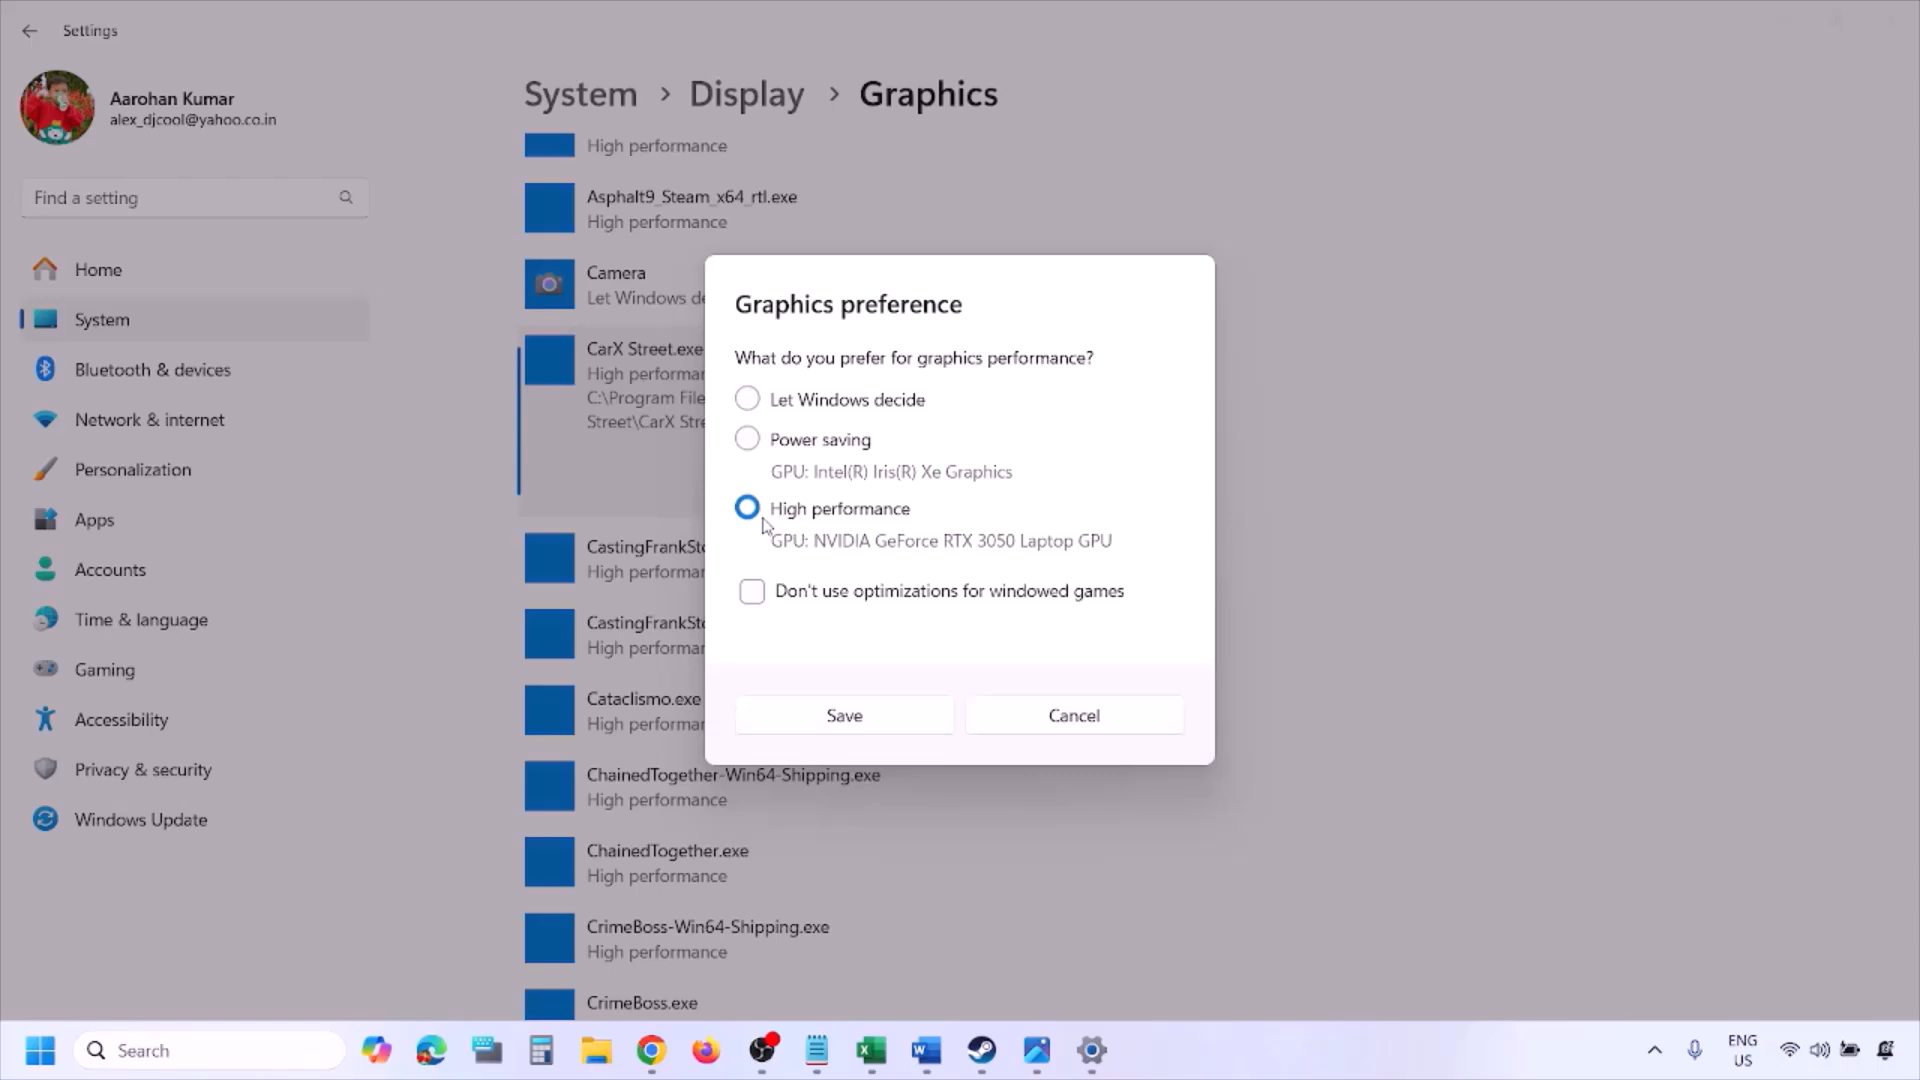 Settings
Aarohan Kumar
alex_djcool@yahoo.co.in
Find a setting
Home
System
Bluetooth & devices
Network & internet
Personalization
Apps
Accounts
Time & language
Gaming
Accessibility
Privacy & security
Windows Update
System > Display > Graphics
High performance
Asphalt9_Steam_x64_rtl.exe
High performance
Camera
Let Windows de
CarX Street.exe
High performan
C:\Program File
Street\CarX Stre
CastingFrankSto
High performan
CastingFrankSto
High performan
Cataclismo.exe
High performan
ChainedTogether-Win64-Shipping.exe
High performance
ChainedTogether.exe
High performance
CrimeBoss-Win64-Shipping.exe
High performance
CrimeBoss.exe
Graphics preference
What do you prefer for graphics performance?
Let Windows decide
Power saving
GPU: Intel(R) Iris(R) Xe Graphics
High performance
GPU: NVIDIA GeForce RTX 3050 Laptop GPU
Don't use optimizations for windowed games
Save
Cancel
Search
ENG
US